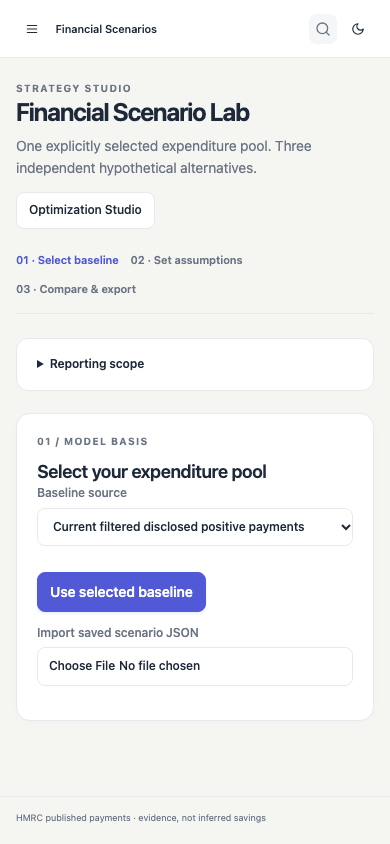 Financial Scenarios
STRATEGY STUDIO
Financial Scenario Lab
One explicitly selected expenditure pool. Three
independent hypothetical alternatives.
Optimization Studio
01 · Select baseline 02 · Set assumptions
03 · Compare & export
Reporting scope
01 / MODEL BASIS
Select your expenditure pool
Baseline source
Current filtered disclosed positive payments
Use selected baseline
Import saved scenario JSON
Choose File No file chosen
HMRC published payments · evidence, not inferred savings